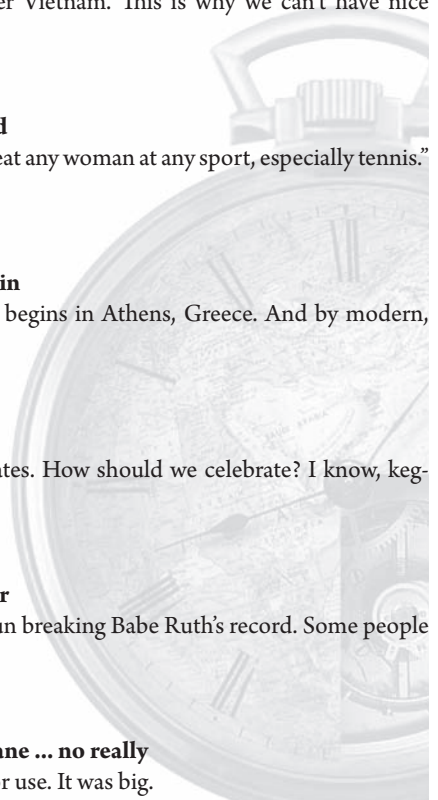 er Vietnam. This is why we can't have nice
d
eat any woman at any sport, especially tennis.”
in
begins in Athens, Greece. And by modern,
ates. How should we celebrate? I know, keg-
r
un breaking Babe Ruth’s record. Some people
ane ... no really
or use. It was big.